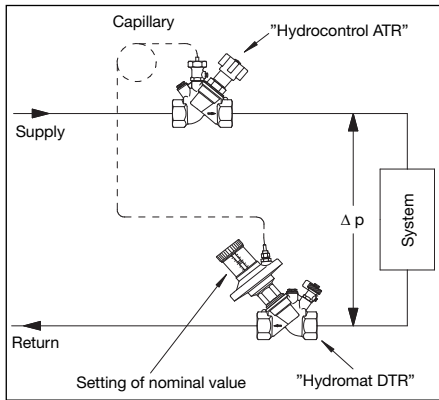 Capillary
”Hydrocontrol ATR”
Supply
Δ p
System
Return
Setting of nominal value
”Hydromat DTR”